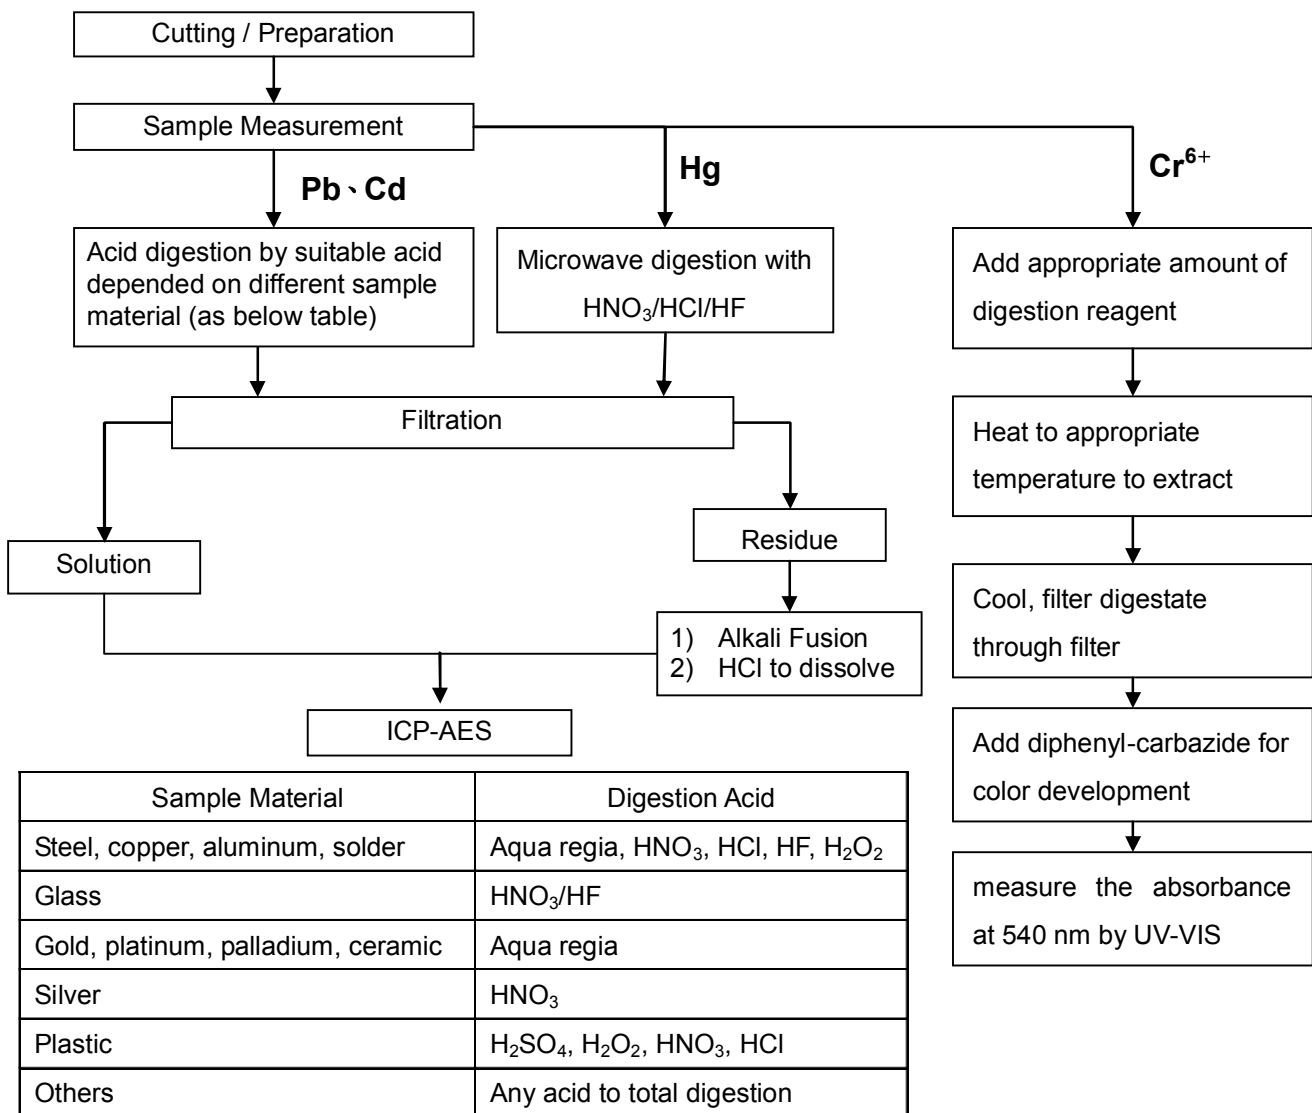 Cutting / Preparation
Sample Measurement
Pb、Cd
Hg
Cr⁶⁺
Acid digestion by suitable acid
depended on different sample
material (as below table)
Microwave digestion with
HNO₃/HCl/HF
Add appropriate amount of
digestion reagent
Filtration
Heat to appropriate
temperature to extract
Solution
Residue
1) Alkali Fusion
2) HCl to dissolve
Cool, filter digestate
through filter
ICP-AES
Add diphenyl-carbazide for
color development
measure the absorbance
at 540 nm by UV-VIS
Sample Material Digestion Acid
Steel, copper, aluminum, solder Aqua regia, HNO₃, HCl, HF, H₂O₂
Glass HNO₃/HF
Gold, platinum, palladium, ceramic Aqua regia
Silver HNO₃
Plastic H₂SO₄, H₂O₂, HNO₃, HCl
Others Any acid to total digestion